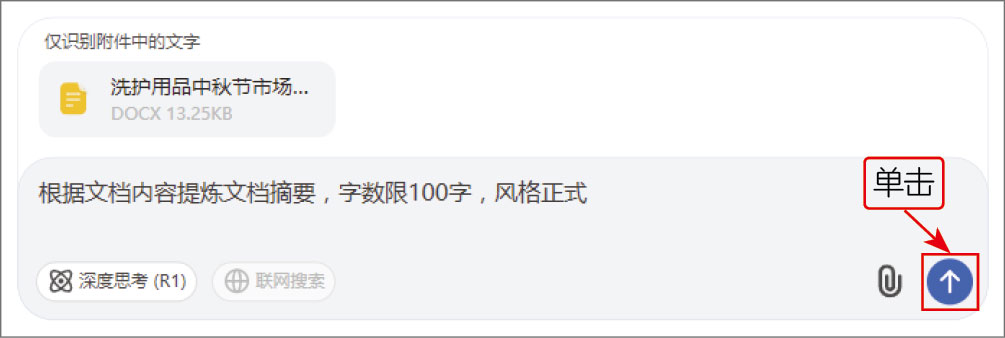 仅识别附件中的文字
洗护用品中秋节市场...
DOCX 13.25KB
根据文档内容提炼文档摘要，字数限100字，风格正式
单击
深度思考 (R1)
联网搜索